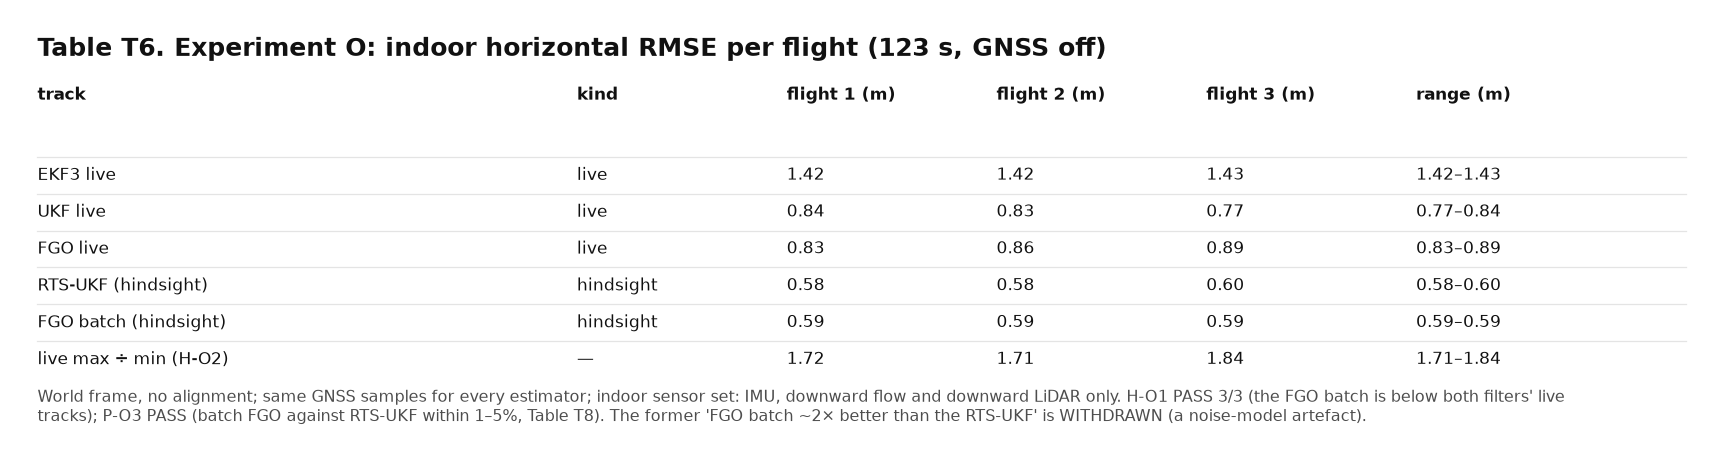 Table T6. Experiment O: indoor horizontal RMSE per flight (123 s, GNSS off)
track kind flight 1 (m) flight 2 (m) flight 3 (m) range (m)
EKF3 live live 1.42 1.42 1.43 1.42–1.43
UKF live live 0.84 0.83 0.77 0.77–0.84
FGO live live 0.83 0.86 0.89 0.83–0.89
RTS-UKF (hindsight) hindsight 0.58 0.58 0.60 0.58–0.60
FGO batch (hindsight) hindsight 0.59 0.59 0.59 0.59–0.59
live max ÷ min (H-O2) — 1.72 1.71 1.84 1.71–1.84
World frame, no alignment; same GNSS samples for every estimator; indoor sensor set: IMU, downward flow and downward LiDAR only. H-O1 PASS 3/3 (the FGO batch is below both filters' live
tracks); P-O3 PASS (batch FGO against RTS-UKF within 1–5%, Table T8). The former 'FGO batch ~2× better than the RTS-UKF' is WITHDRAWN (a noise-model artefact).